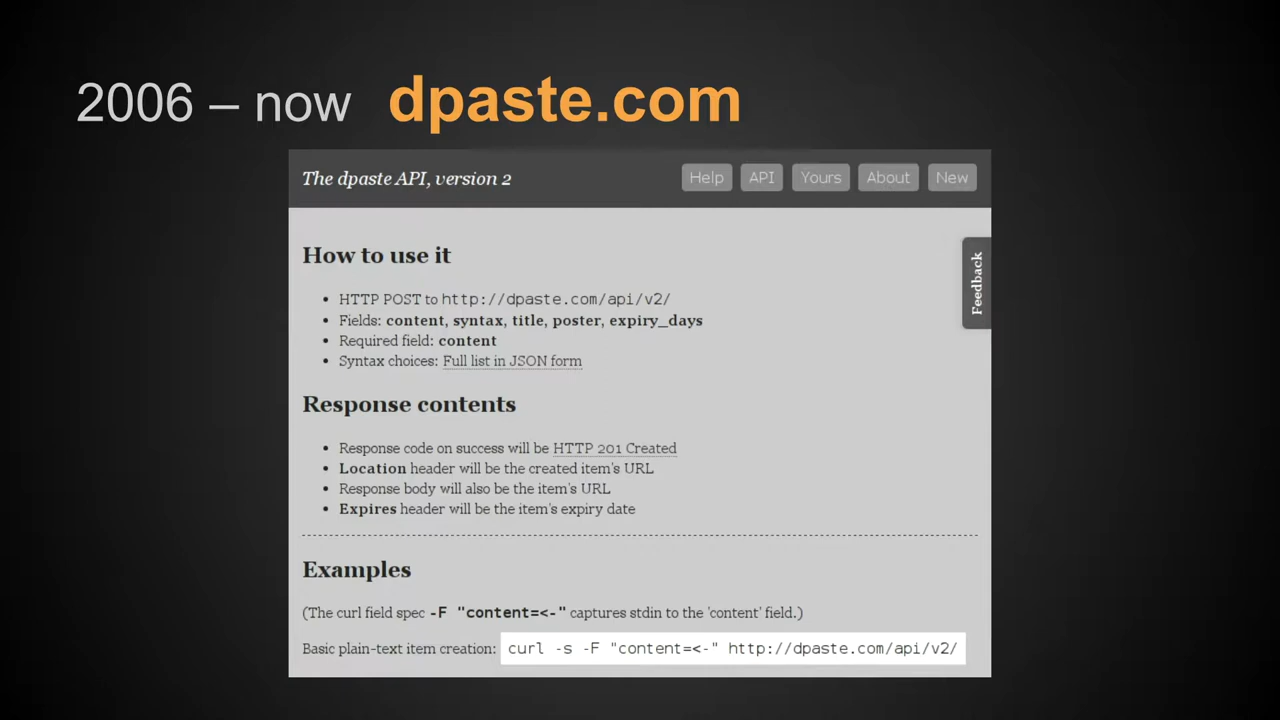 2006 – now dpaste.com
The dpaste API, version 2
Help API Yours About New
Feedback
How to use it
• HTTP POST to http://dpaste.com/api/v2/
• Fields: content, syntax, title, poster, expiry_days
• Required field: content
• Syntax choices: Full list in JSON form
Response contents
• Response code on success will be HTTP 201 Created
• Location header will be the created item's URL
• Response body will also be the item's URL
• Expires header will be the item's expiry date
Examples
(The curl field spec -F "content=<-" captures stdin to the 'content' field.)
Basic plain-text item creation: curl -s -F "content=<-" http://dpaste.com/api/v2/